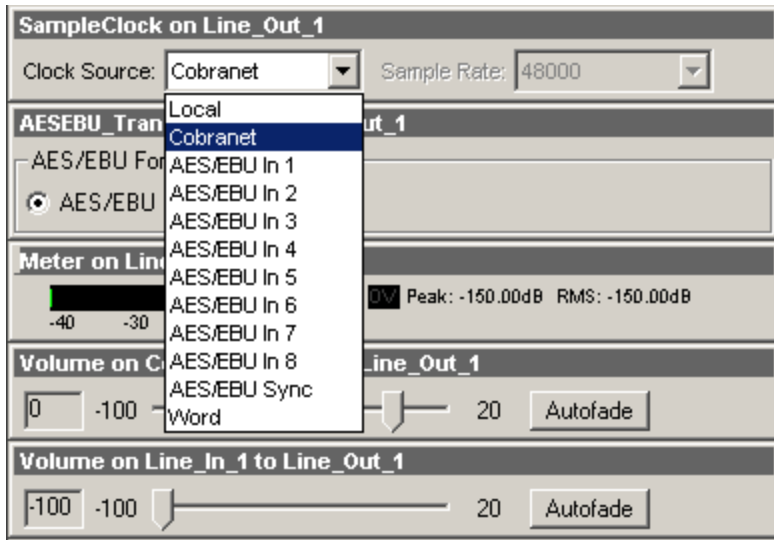 SampleClock on Line_Out_1
Clock Source: Cobranet Sample Rate: 48000
Local
Cobranet
AES/EBU In 1
AES/EBU In 2
AES/EBU In 3
AES/EBU In 4
AES/EBU In 5
AES/EBU In 6
AES/EBU In 7
AES/EBU In 8
AES/EBU Sync
Word
AESEBU_Tran ut_1
AES/EBU For
AES/EBU
Meter on Line
-40 -30 Peak: -150.00dB RMS: -150.00dB
Volume on C Line_Out_1
0 -100 20 Autofade
Volume on Line_In_1 to Line_Out_1
-100 -100 20 Autofade